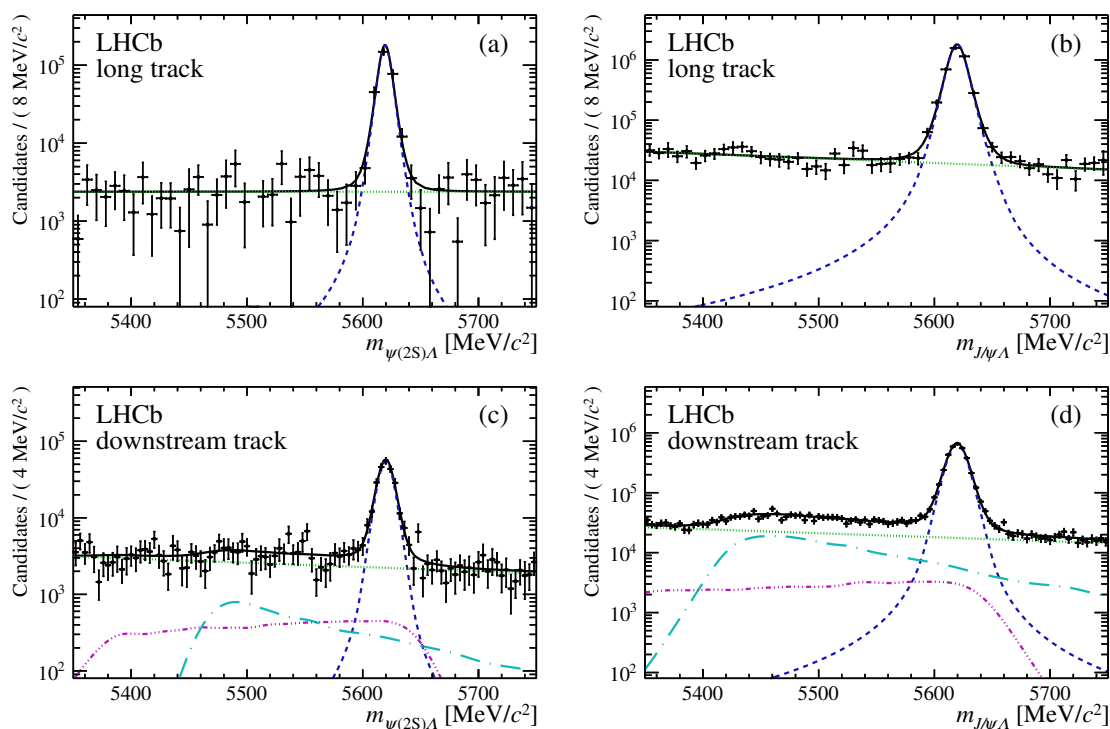 LHCb
long track
(a)
Candidates / ( 8 MeV/c²)
10⁵
10⁴
10³
10²
5400 5500 5600 5700
m_ψ(2S)Λ [MeV/c²]
LHCb
long track
(b)
Candidates / ( 8 MeV/c²)
10⁶
10⁵
10⁴
10³
10²
5400 5500 5600 5700
m_J/ψΛ [MeV/c²]
LHCb
downstream track
(c)
Candidates / ( 4 MeV/c²)
10⁵
10⁴
10³
10²
5400 5500 5600 5700
m_ψ(2S)Λ [MeV/c²]
LHCb
downstream track
(d)
Candidates / ( 4 MeV/c²)
10⁶
10⁵
10⁴
10³
10²
5400 5500 5600 5700
m_J/ψΛ [MeV/c²]